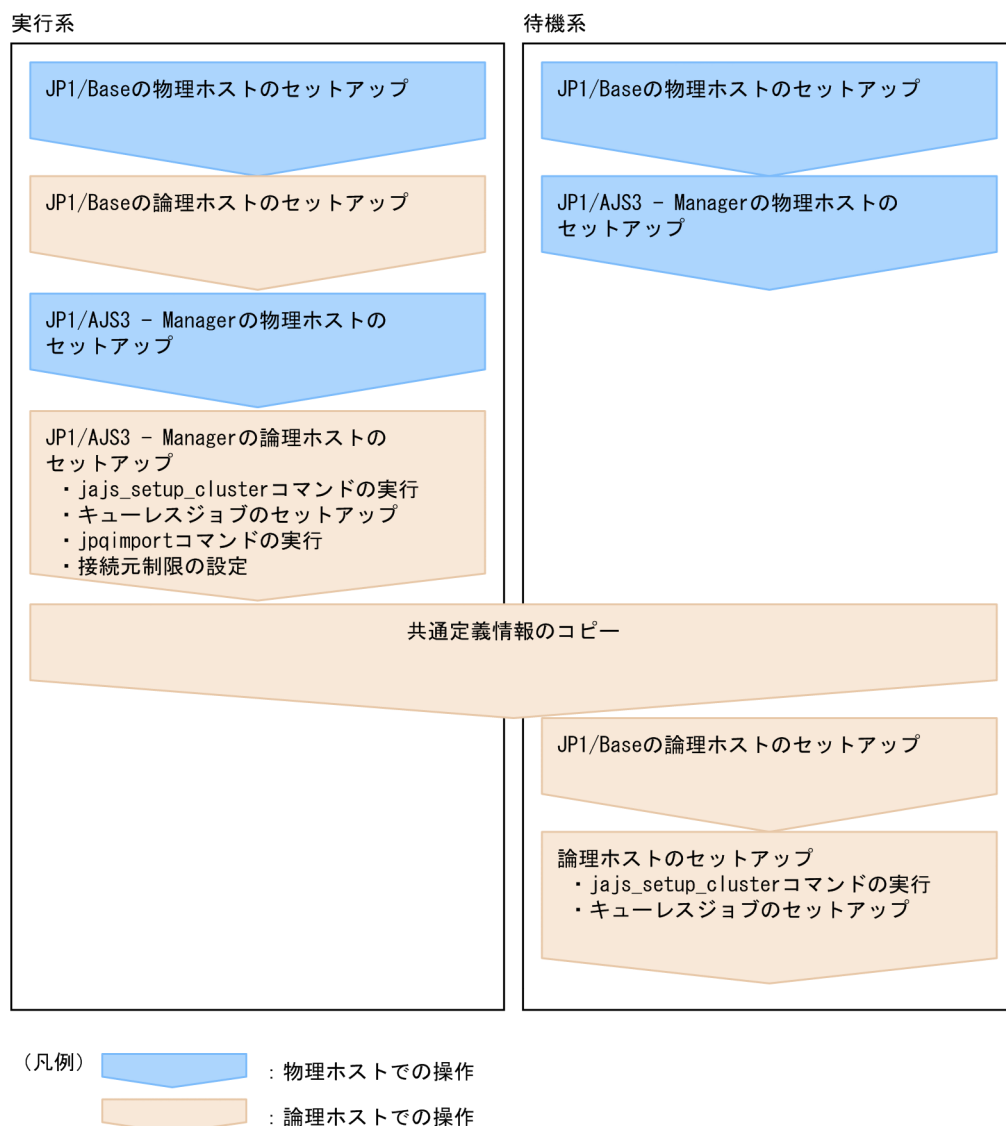 実行系
JP1/Baseの物理ホストのセットアップ
JP1/Baseの論理ホストのセットアップ
JP1/AJS3 − Managerの物理ホストの
セットアップ
JP1/AJS3 − Managerの論理ホストの
セットアップ
・jajs_setup_clusterコマンドの実行
・キューレスジョブのセットアップ
・jpqimportコマンドの実行
・接続元制限の設定
待機系
JP1/Baseの物理ホストのセットアップ
JP1/AJS3 − Managerの物理ホストの
セットアップ
共通定義情報のコピー
JP1/Baseの論理ホストのセットアップ
論理ホストのセットアップ
・jajs_setup_clusterコマンドの実行
・キューレスジョブのセットアップ
（凡例）
：物理ホストでの操作
：論理ホストでの操作